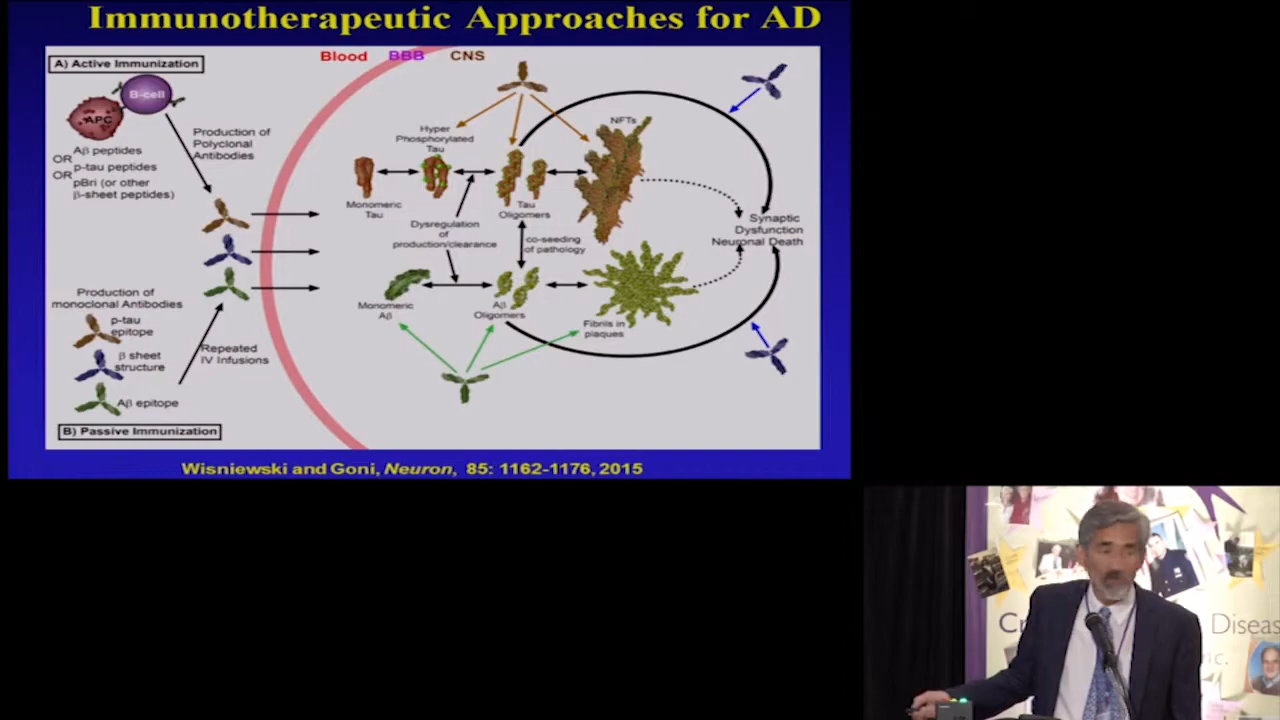 Immunotherapeutic Approaches for AD
A) Active Immunization
Blood
BBB
CNS
B-cell
APC
Production of
Polyclonal
Antibodies
Aβ peptides
OR
p-tau peptides
OR
pBri (or other
β-sheet peptides)
Hyper
Phosphorylated
Tau
NFTs
Monomeric
Tau
Tau
Oligomers
Dysregulation
of
production/clearance
co-seeding
of pathology
Synaptic
Dysfunction
Neuronal Death
Monomeric
Aβ
Aβ
Oligomers
Fibrils in
plaques
Production of
monoclonal Antibodies
p-tau
epitope
β sheet
structure
Aβ epitope
Repeated
IV Infusions
B) Passive Immunization
Wisniewski and Goni, Neuron, 85: 1162-1176, 2015
Disease